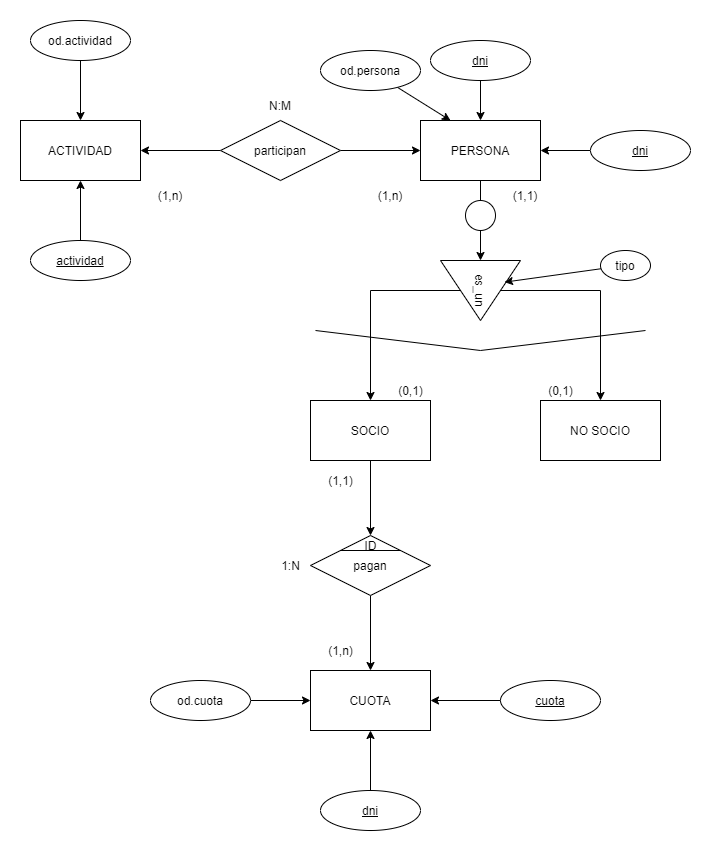 od.actividad
dni
od.persona
N:M
ACTIVIDAD
participan
PERSONA
dni
(1,n)
(1,n)
(1,1)
actividad
tipo
es_un
(0,1)
(0,1)
SOCIO
NO SOCIO
(1,1)
ID
1:N
pagan
(1,n)
od.cuota
CUOTA
cuota
dni